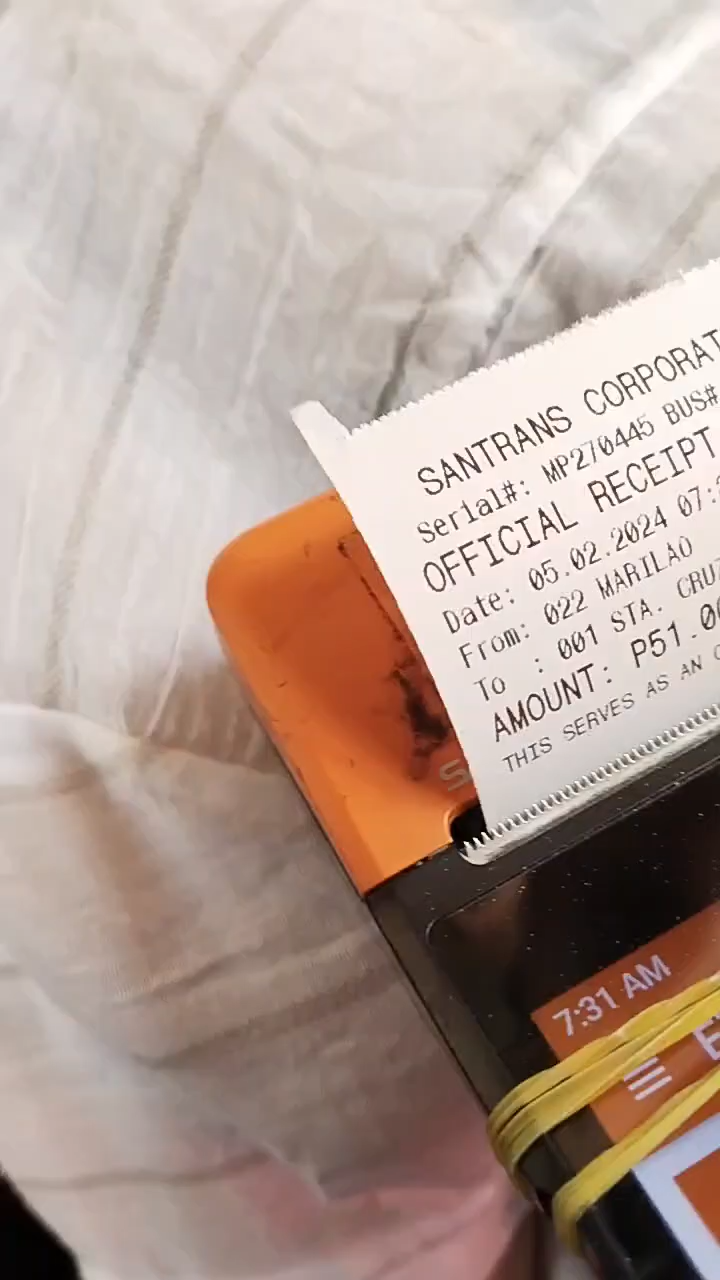 SANTRANS CORPORAT
Serial#: MP270445 BUS#
OFFICIAL RECEIPT
Date: 05.02.2024 07:
From: 022 MARILAO
To : 001 STA. CRUZ
AMOUNT: P51.00
THIS SERVES AS AN
7:31 AM